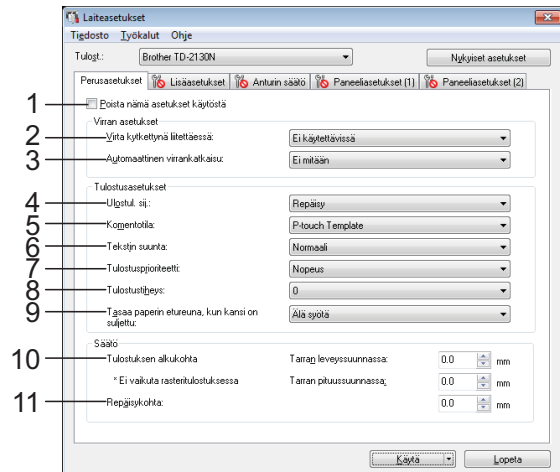 Laiteasetukset
Tiedosto Työkalut Ohje
Tulost.: Brother TD-2130N Nykyiset asetukset
Perusasetukset Lisäasetukset Anturin säätö Paneeliasetukset (1) Paneeliasetukset (2)
1 Poista nämä asetukset käytöstä
Virran asetukset
2 Virta kytkettynä liitettäessä: Ei käytettävissä
3 Automaattinen virrankatkaisu: Ei mitään
Tulostusasetukset
4 Ulostul. sij.: Repäisy
5 Komentotila: P-touch Template
6 Tekstin suunta: Normaali
7 Tulostusprioriteetti: Nopeus
8 Tulostustiheys: 0
9 Tasaa paperin etureuna, kun kansi on suljettu: Älä syötä
Säätö
10 Tulostuksen alkukohta Tarran leveyssuunnassa: 0.0 mm
* Ei vaikuta rasteritulostuksessa Tarran pituussuunnassa: 0.0 mm
11 Repäisykohta: 0.0 mm
Käytä Lopeta